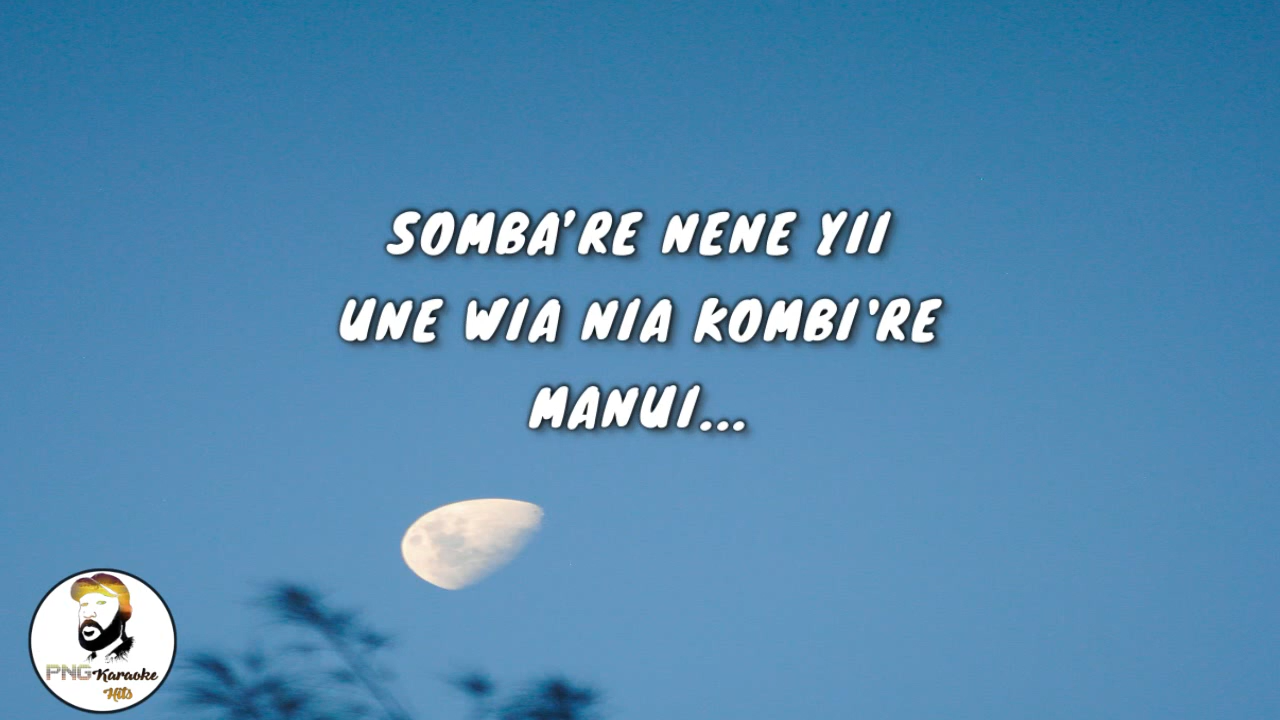 SOMBA'RE NENE YII
UNE WIA NIA KOMBI'RE
MANUI...
PNG Karaoke
Hits